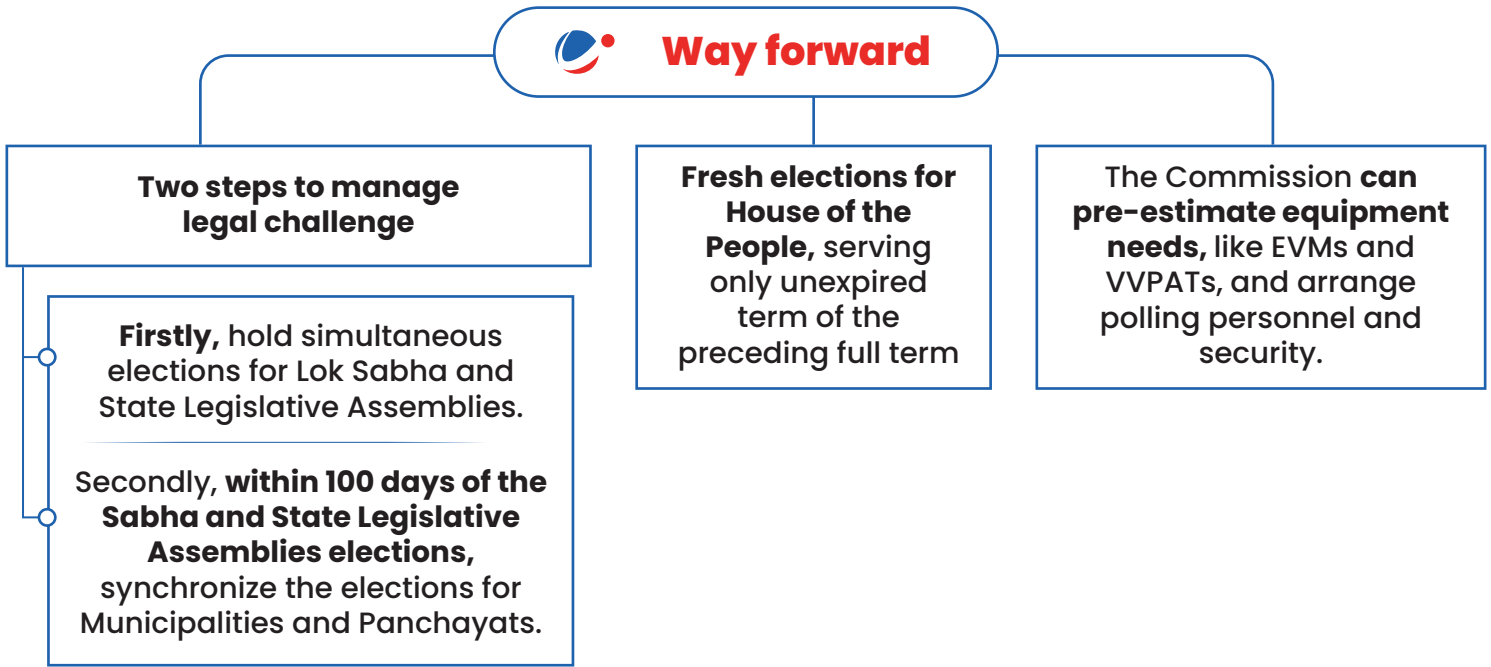 Way forward
Two steps to manage
legal challenge
Firstly, hold simultaneous
elections for Lok Sabha and
State Legislative Assemblies.
Secondly, within 100 days of the
Sabha and State Legislative
Assemblies elections,
synchronize the elections for
Municipalities and Panchayats.
Fresh elections for
House of the
People, serving
only unexpired
term of the
preceding full term
The Commission can
pre-estimate equipment
needs, like EVMs and
VVPATs, and arrange
polling personnel and
security.